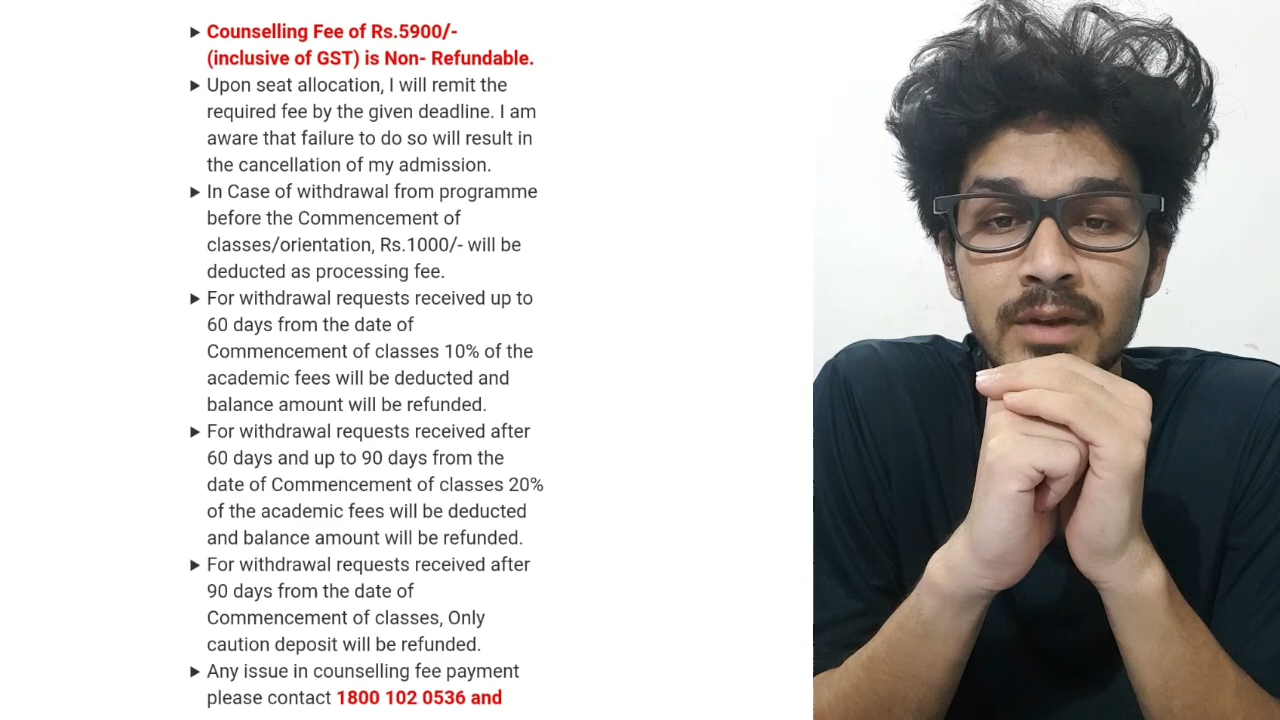 ▶ Counselling Fee of Rs.5900/-
(inclusive of GST) is Non- Refundable.
▶ Upon seat allocation, I will remit the
required fee by the given deadline. I am
aware that failure to do so will result in
the cancellation of my admission.
▶ In Case of withdrawal from programme
before the Commencement of
classes/orientation, Rs.1000/- will be
deducted as processing fee.
▶ For withdrawal requests received up to
60 days from the date of
Commencement of classes 10% of the
academic fees will be deducted and
balance amount will be refunded.
▶ For withdrawal requests received after
60 days and up to 90 days from the
date of Commencement of classes 20%
of the academic fees will be deducted
and balance amount will be refunded.
▶ For withdrawal requests received after
90 days from the date of
Commencement of classes, Only
caution deposit will be refunded.
▶ Any issue in counselling fee payment
please contact 1800 102 0536 and